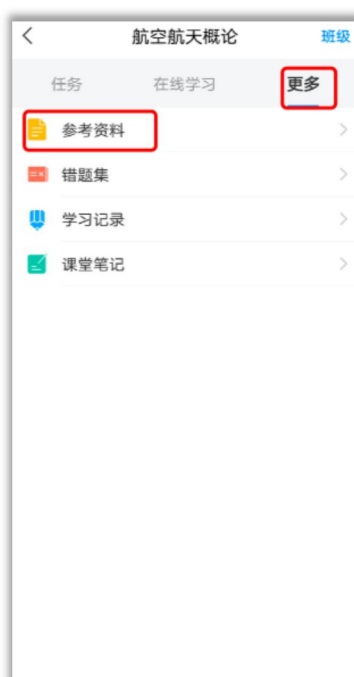 航空航天概论 班级
任务 在线学习 更多
参考资料
错题集
学习记录
课堂笔记